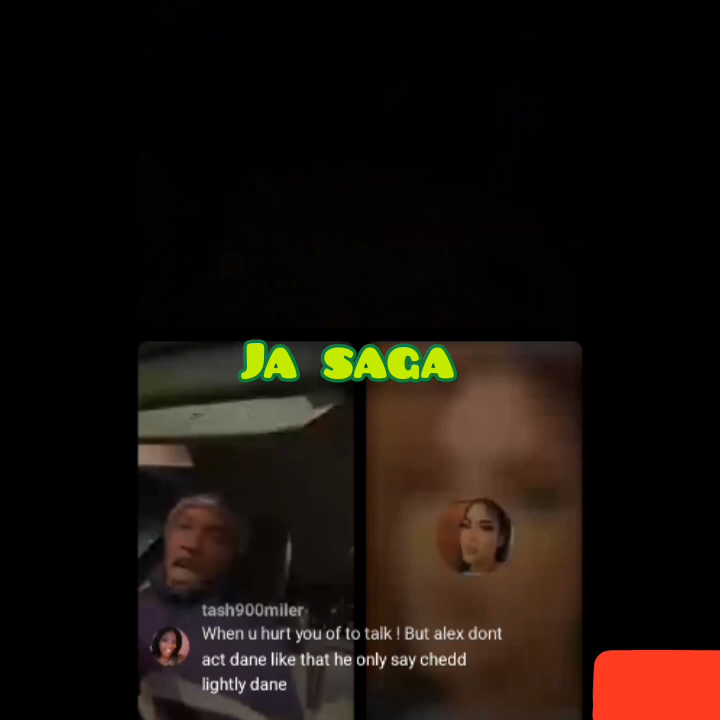 JA SAGA
tash900miler
When u hurt you of to talk ! But alex dont
act dane like that he only say chedd
lightly dane